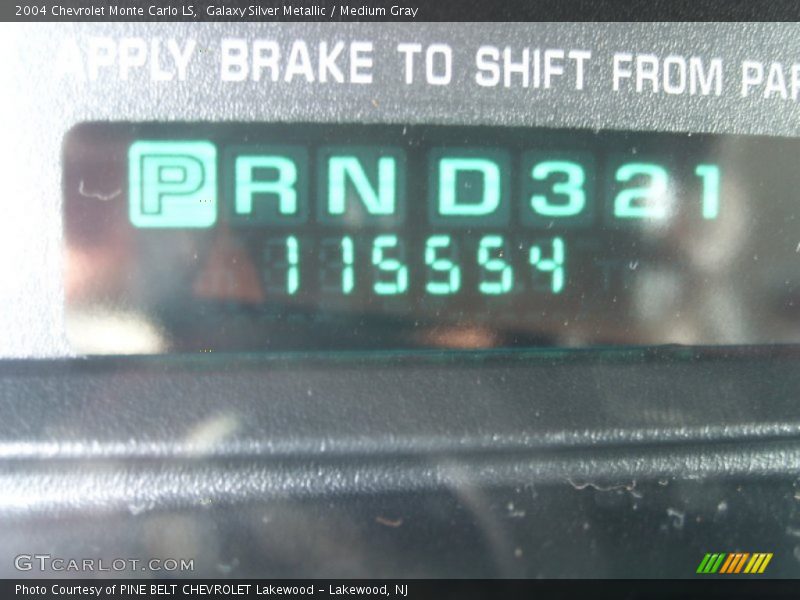 2004 Chevrolet Monte Carlo LS,  Galaxy Silver Metallic / Medium Gray
APPLY BRAKE TO SHIFT FROM PAR
PRND321
115554
GTCARLOT.COM
Photo Courtesy of PINE BELT CHEVROLET Lakewood - Lakewood, NJ